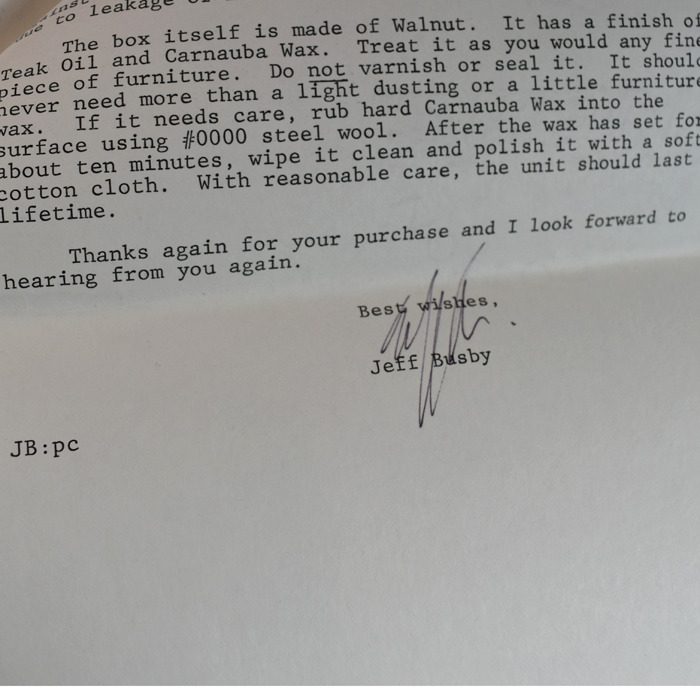 to leakage
The box itself is made of Walnut. It has a finish of
Teak Oil and Carnauba Wax. Treat it as you would any fine
piece of furniture. Do not varnish or seal it. It should
never need more than a light dusting or a little furniture
wax. If it needs care, rub hard Carnauba Wax into the
surface using #0000 steel wool. After the wax has set for
about ten minutes, wipe it clean and polish it with a soft
cotton cloth. With reasonable care, the unit should last
lifetime.
Thanks again for your purchase and I look forward to
hearing from you again.
Best wishes,
Jeff Busby
JB:pc